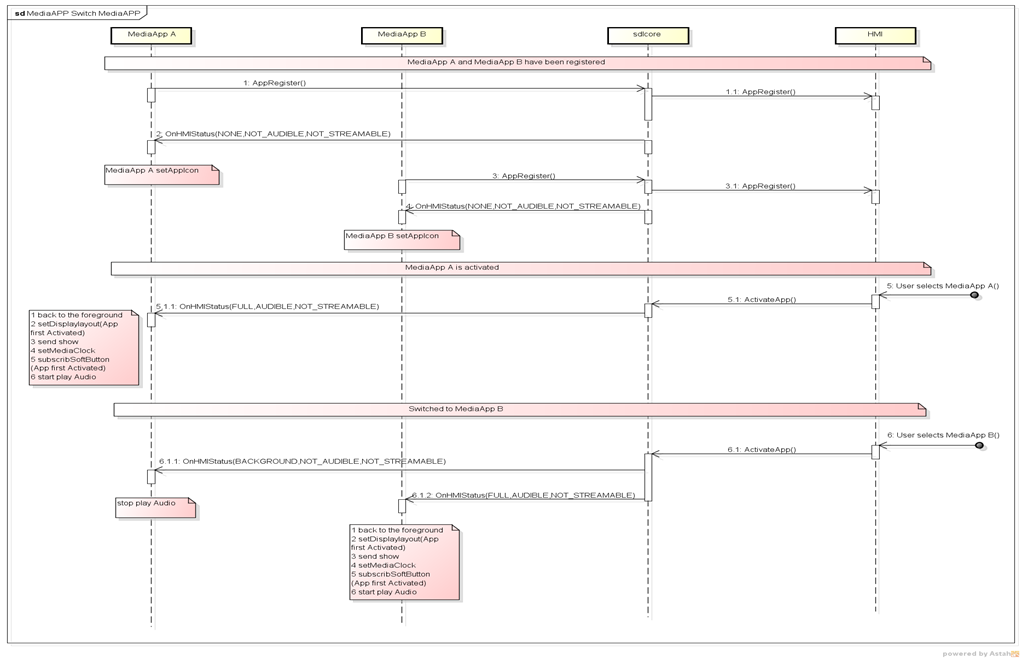 sd MediaAPP Switch MediaAPP
MediaApp A
MediaApp B
sdlcore
HMI
MediaApp A and MediaApp B have been registered
1: AppRegister()
1.1: AppRegister()
2: OnHMIStatus(NONE,NOT_AUDIBLE,NOT_STREAMABLE)
MediaApp A setAppIcon
3: AppRegister()
3.1: AppRegister()
4: OnHMIStatus(NONE,NOT_AUDIBLE,NOT_STREAMABLE)
MediaApp B setAppIcon
MediaApp A is activated
5: User selects MediaApp A()
5.1: ActivateApp()
5.1.1: OnHMIStatus(FULL,AUDIBLE,NOT_STREAMABLE)
1 back to the foreground
2 setDisplaylayout(App
first Activated)
3 send show
4 setMediaClock
5 subscribSoftButton
(App first Activated)
6 start play Audio
Switched to MediaApp B
6: User selects MediaApp B()
6.1: ActivateApp()
6.1.1: OnHMIStatus(BACKGROUND,NOT_AUDIBLE,NOT_STREAMABLE)
6.1.2: OnHMIStatus(FULL,AUDIBLE,NOT_STREAMABLE)
stop play Audio
1 back to the foreground
2 setDisplaylayout(App
first Activated)
3 send show
4 setMediaClock
5 subscribSoftButton
(App first Activated)
6 start play Audio
powered by Astah